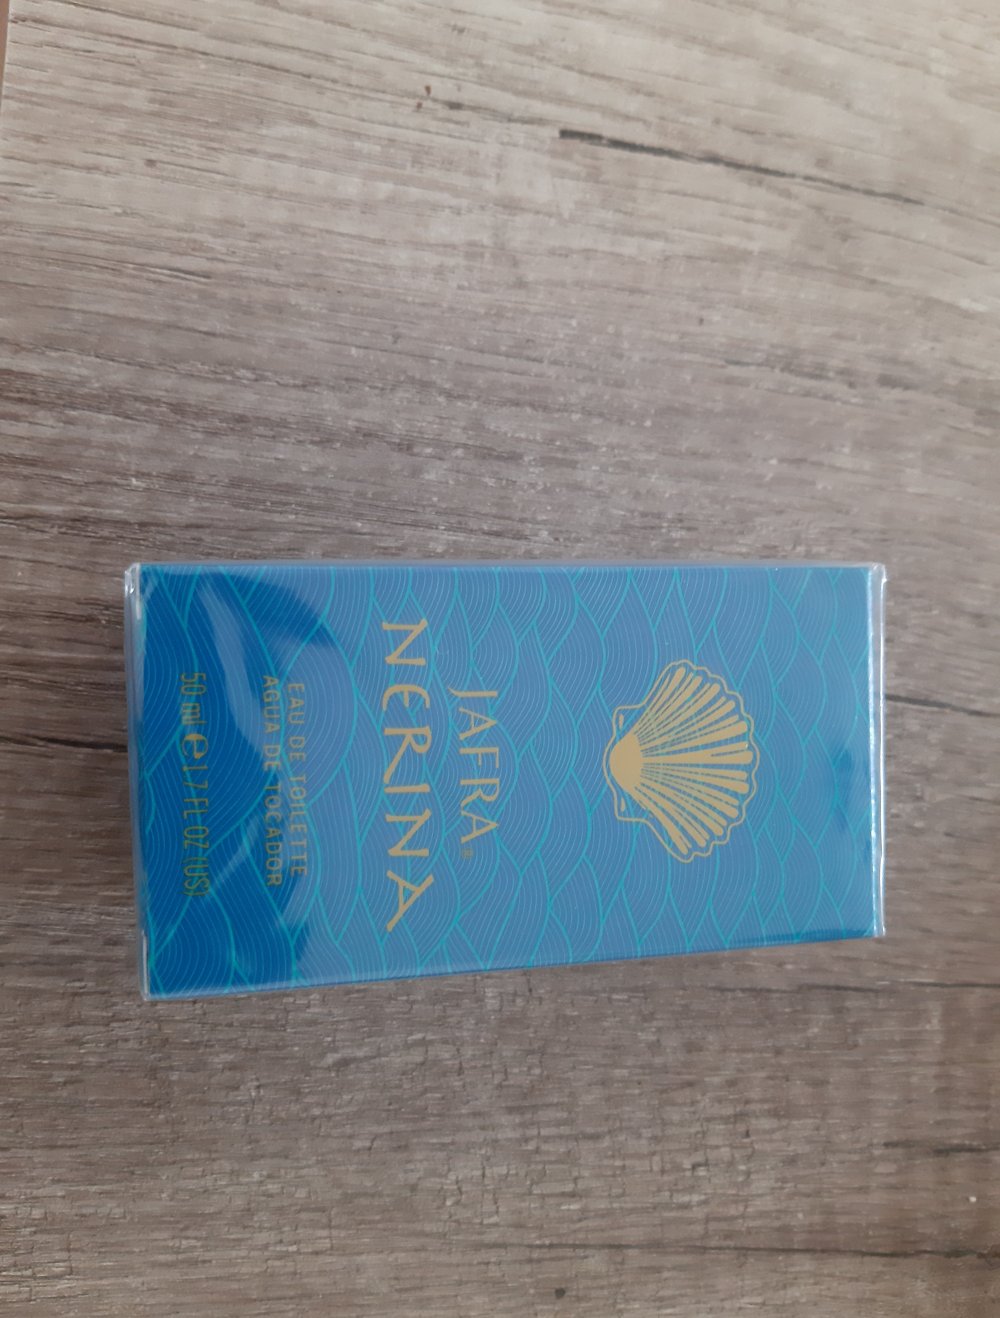 JAFRA®
NERINA
EAU DE TOILETTE
AGUA DE TOCADOR
50 ml ℮ 1.7 FL OZ (US)